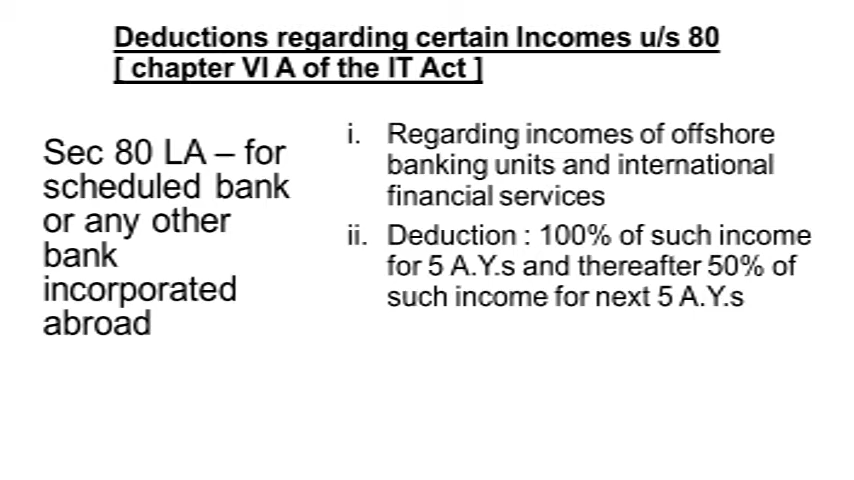 Deductions regarding certain Incomes u/s 80
[ chapter VI A of the IT Act ]
Sec 80 LA – for
scheduled bank
or any other
bank
incorporated
abroad
i. Regarding incomes of offshore
banking units and international
financial services
ii. Deduction : 100% of such income
for 5 A.Y.s and thereafter 50% of
such income for next 5 A.Y.s